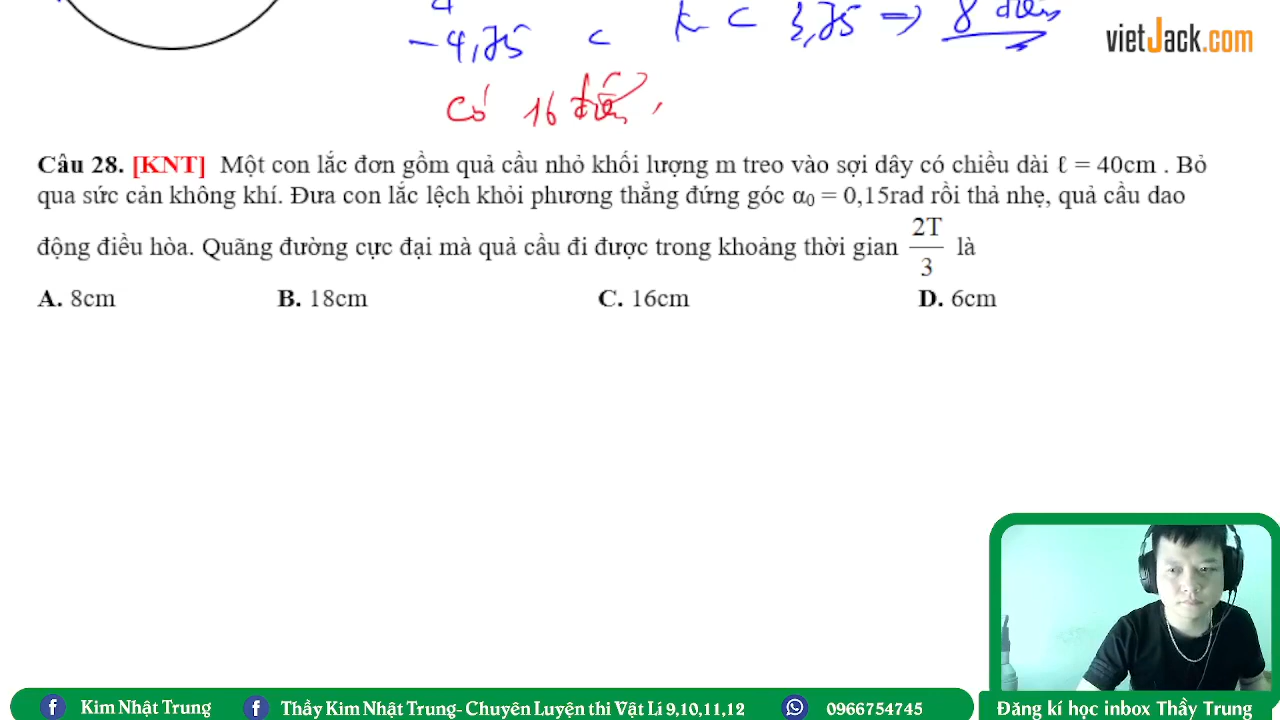 8 điểm
- 4,75 < k < 3,75 =>
vietJack.com
Có 16 điểm
Câu 28. [KNT] Một con lắc đơn gồm quả cầu nhỏ khối lượng m treo vào sợi dây có chiều dài ℓ = 40cm . Bỏ
qua sức cản không khí. Đưa con lắc lệch khỏi phương thẳng đứng góc α₀ = 0,15rad rồi thả nhẹ, quả cầu dao
động điều hòa. Quãng đường cực đại mà quả cầu đi được trong khoảng thời gian 2T/3 là
A. 8cm B. 18cm C. 16cm D. 6cm
Kim Nhật Trung Thầy Kim Nhật Trung- Chuyên Luyện thi Vật Lí 9,10,11,12 0966754745 Đăng kí học inbox Thầy Trung